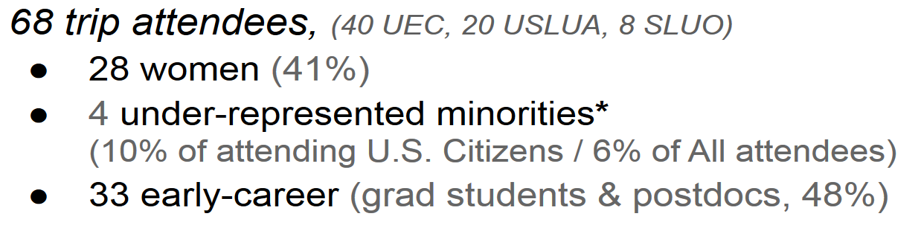 68 trip attendees, (40 UEC, 20 USLUA, 8 SLUO)
● 28 women (41%)
● 4 under-represented minorities*
(10% of attending U.S. Citizens / 6% of All attendees)
● 33 early-career (grad students & postdocs, 48%)